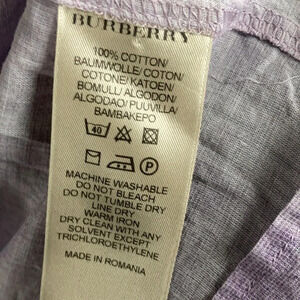 BURBERRY
100% COTTON/
BAUMWOLLE/ COTON/
COTONE/ KATOEN/
BOMULL/ ALGODON/
ALGODAO/ PUUVILLA/
BAMBAKEPO
40 P
MACHINE WASHABLE
DO NOT BLEACH
DO NOT TUMBLE DRY
LINE DRY
WARM IRON
DRY CLEAN WITH ANY
SOLVENT EXCEPT
TRICHLOROETHYLENE
MADE IN ROMANIA